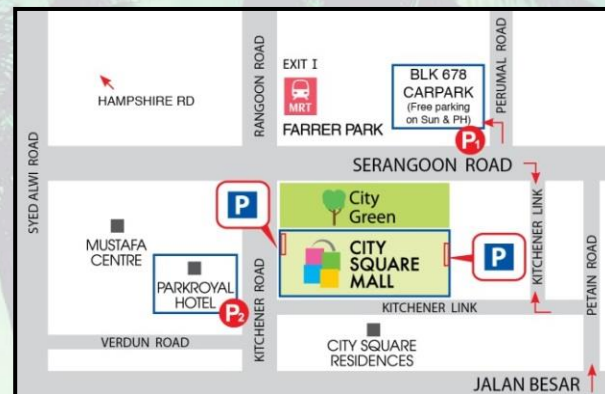 EXIT I
MRT
FARRER PARK
BLK 678
CARPARK
(Free parking
on Sun & PH)
P1
PERUMAL ROAD
RANGOON ROAD
HAMPSHIRE RD
SYED ALWI ROAD
SERANGOON ROAD
City
Green
P
CITY
SQUARE
MALL
P
KITCHENER LINK
PETAIN ROAD
MUSTAFA
CENTRE
PARKROYAL
HOTEL
P2
KITCHENER ROAD
KITCHENER LINK
VERDUN ROAD
CITY SQUARE
RESIDENCES
JALAN BESAR